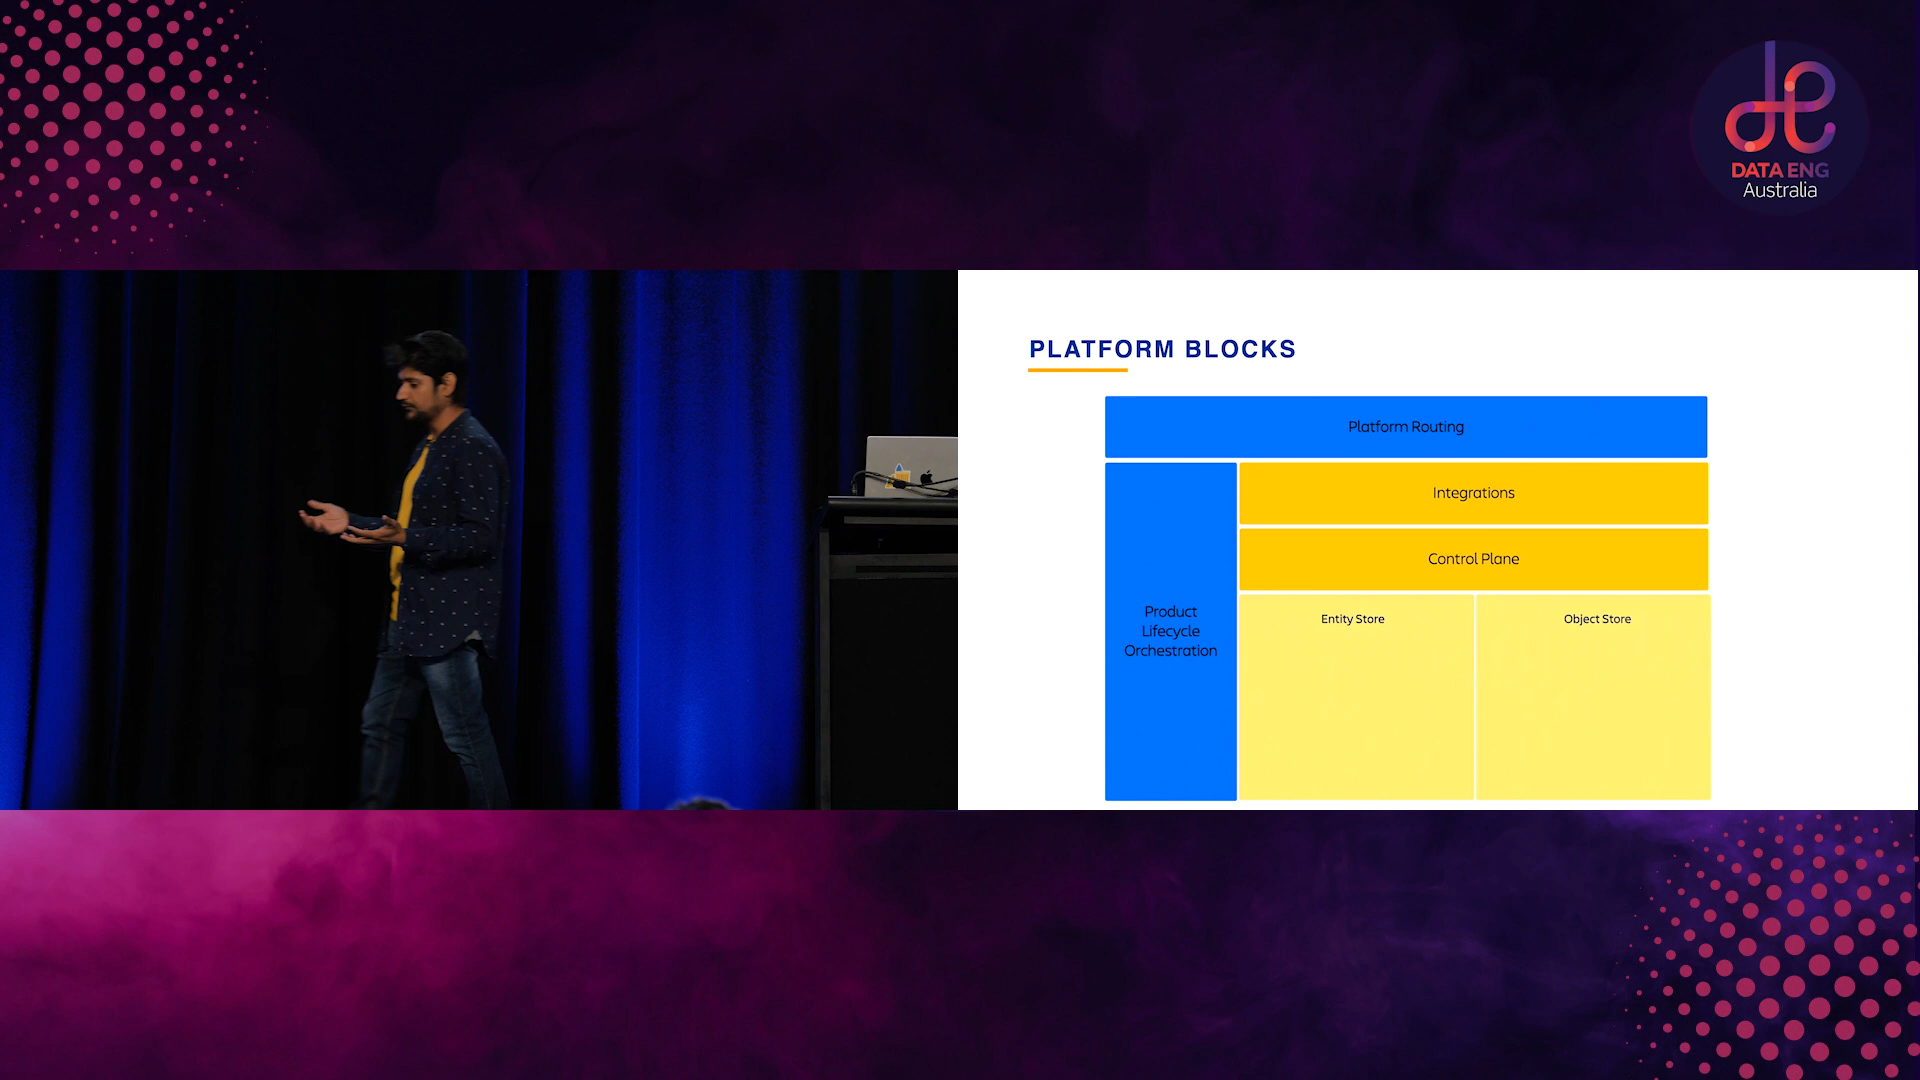 DATA ENG
Australia
PLATFORM BLOCKS
Platform Routing
Integrations
Control Plane
Product
Lifecycle
Orchestration
Entity Store
Object Store